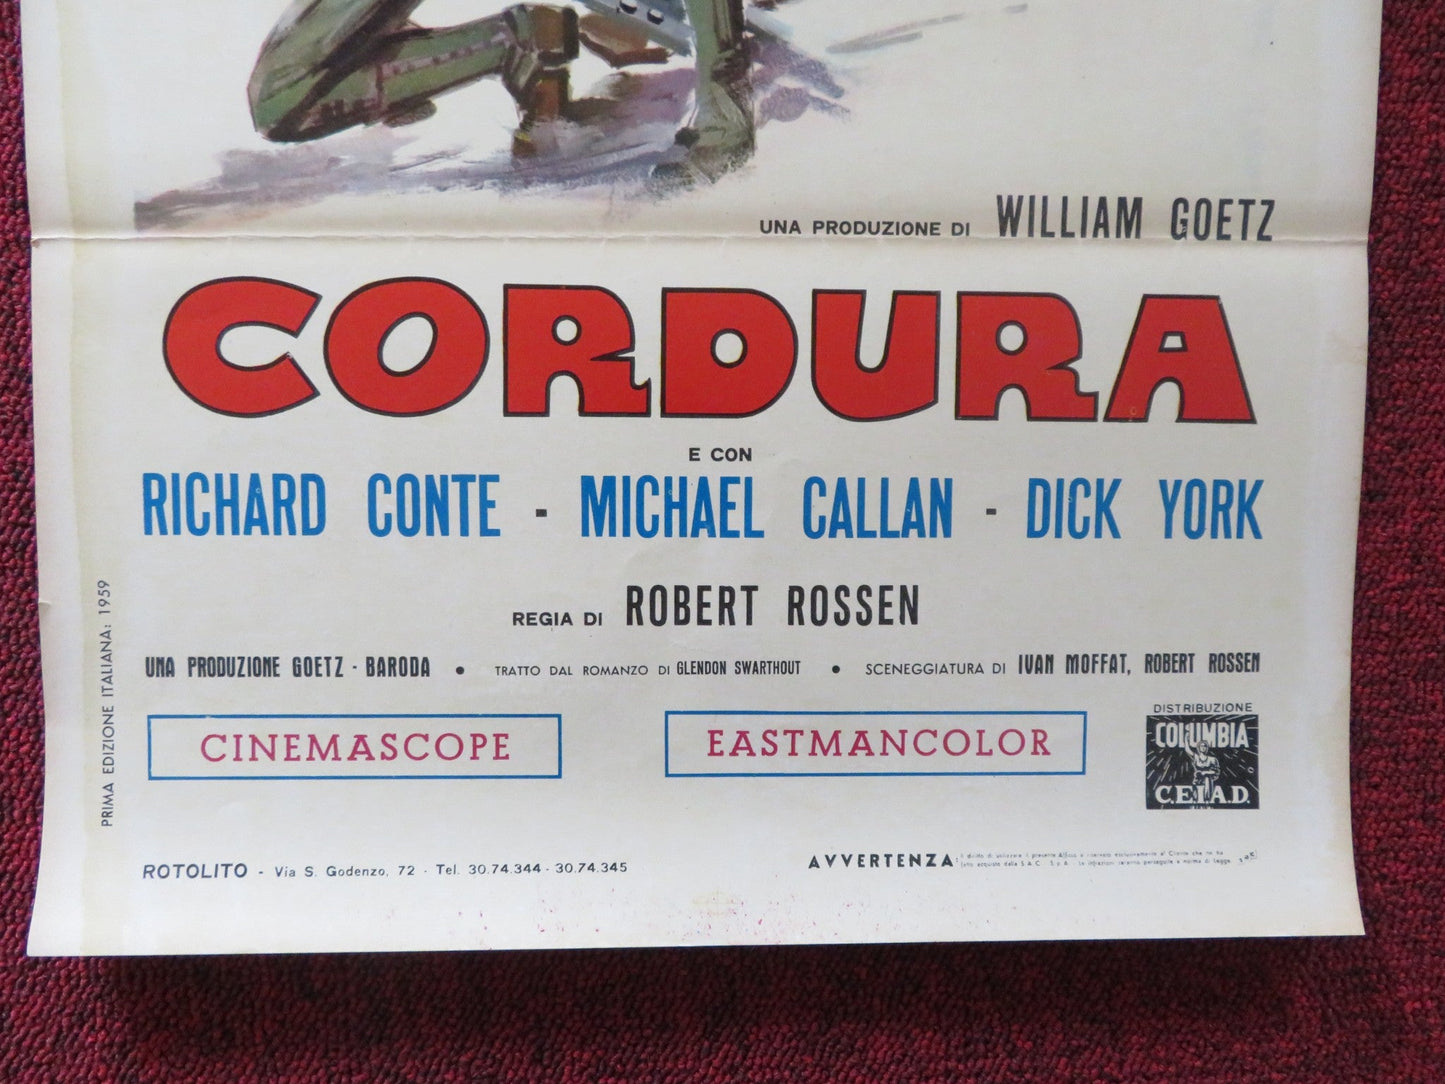 UNA PRODUZIONE DI WILLIAM GOETZ
CORDURA
E CON
RICHARD CONTE - MICHAEL CALLAN - DICK YORK
REGIA DI ROBERT ROSSEN
UNA PRODUZIONE GOETZ - BARODA • TRATTO DAL ROMANZO DI GLENDON SWARTHOUT • SCENEGGIATURA DI IVAN MOFFAT, ROBERT ROSSEN
CINEMASCOPE
EASTMANCOLOR
DISTRIBUZIONE
COLUMBIA
C.E.I.A.D.
PRIMA EDIZIONE ITALIANA: 1959
ROTOLITO - Via S. Godenzo, 72 - Tel. 30.74.344 - 30.74.345
AVVERTENZA: